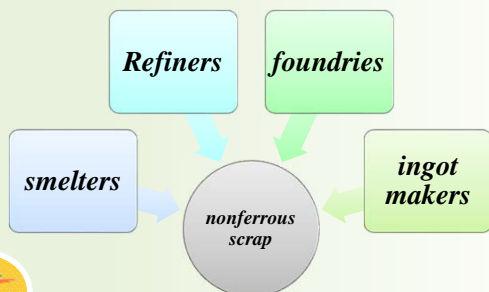 Refiners
foundries
smelters
ingot
makers
nonferrous
scrap